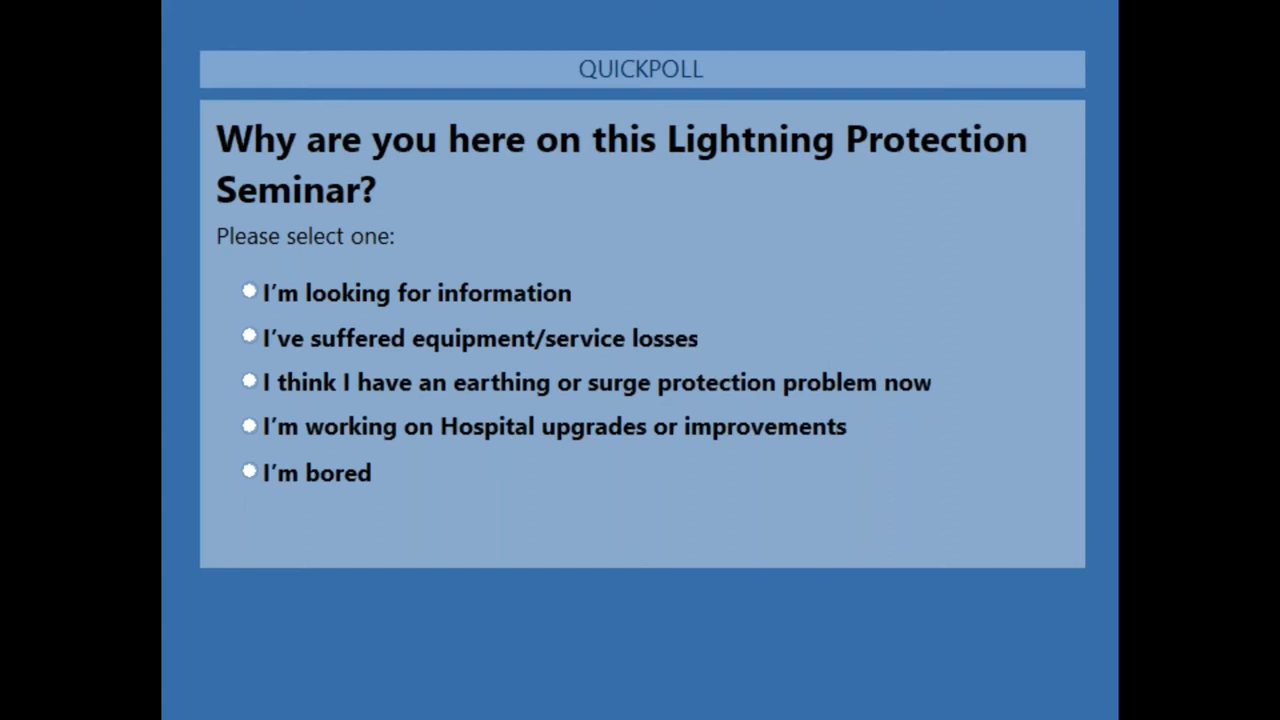 QUICKPOLL
Why are you here on this Lightning Protection
Seminar?
Please select one:
I’m looking for information
I’ve suffered equipment/service losses
I think I have an earthing or surge protection problem now
I’m working on Hospital upgrades or improvements
I’m bored